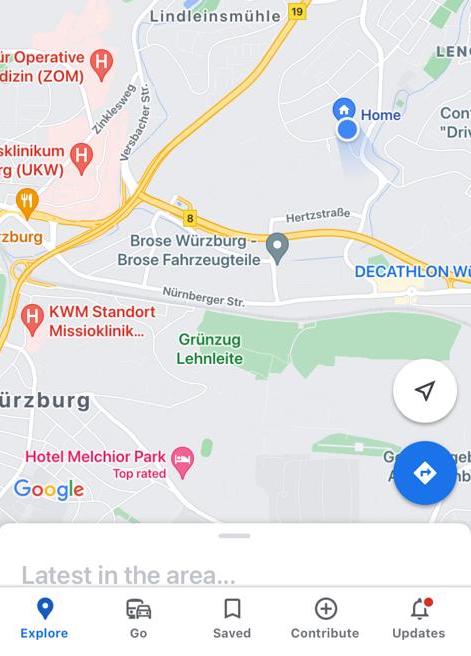 Lindleinsmühle
19
ür Operative
dizin (ZOM)
H
LENG
Zinklesweg
Versbacher Str.
Home
Con
"Driv
sklinikum
rg (UKW)
H
8
Hertzstraße
rzburg
Brose Würzburg -
Brose Fahrzeugteile
DECATHLON Wü
Nürnberger Str.
H
KWM Standort
Missioklinik...
Grünzug
Lehnleite
ürzburg
Hotel Melchior Park
Top rated
Google
Latest in the area...
Explore
Go
Saved
Contribute
Updates